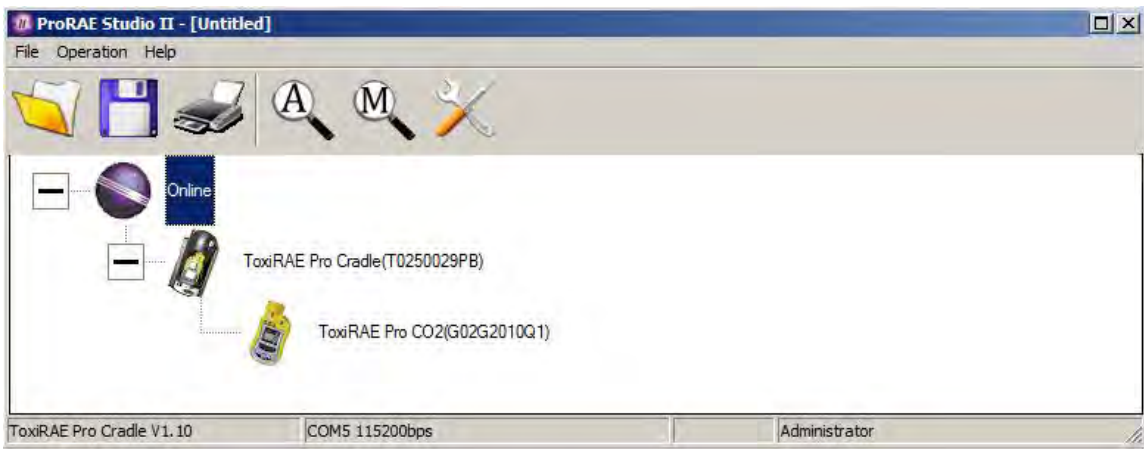 ProRAE Studio II - [Untitled]
File Operation Help
A M
Online
ToxiRAE Pro Cradle(T0250029PB)
ToxiRAE Pro CO2(G02G2010Q1)
ToxiRAE Pro Cradle V1.10 COM5 115200bps Administrator